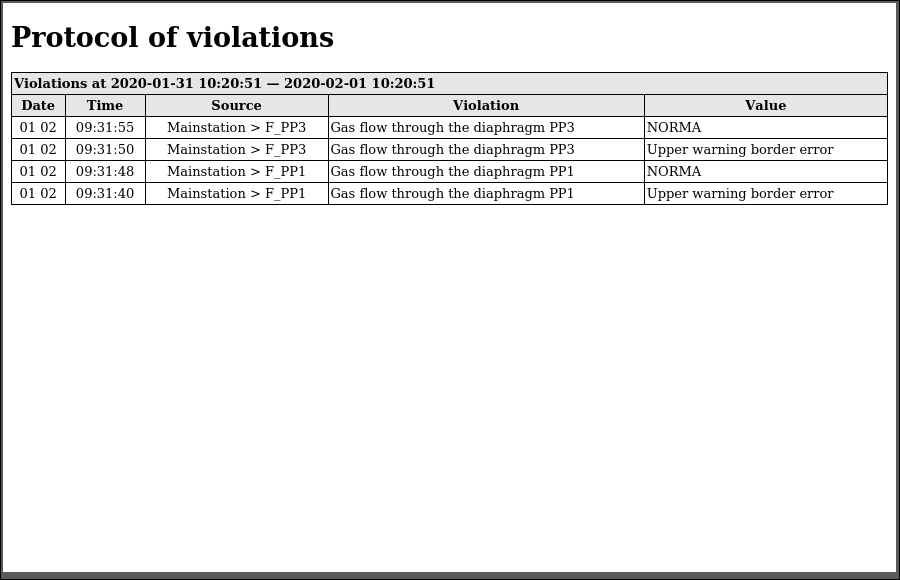 Protocol of violations
Violations at 2020-01-31 10:20:51 — 2020-02-01 10:20:51
Date Time Source Violation Value
01 02 09:31:55 Mainstation > F_PP3 Gas flow through the diaphragm PP3 NORMA
01 02 09:31:50 Mainstation > F_PP3 Gas flow through the diaphragm PP3 Upper warning border error
01 02 09:31:48 Mainstation > F_PP1 Gas flow through the diaphragm PP1 NORMA
01 02 09:31:40 Mainstation > F_PP1 Gas flow through the diaphragm PP1 Upper warning border error